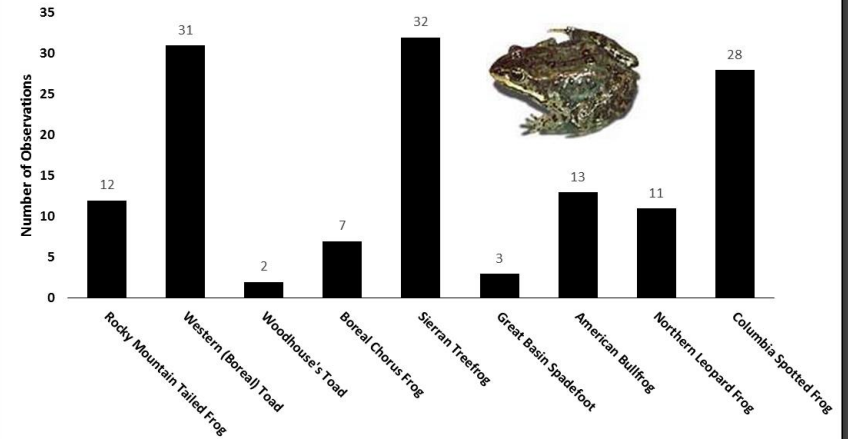 35
30
25
20
15
10
5
0
Number of Observations
12
31
2
7
32
3
13
11
28
Rocky Mountain Tailed Frog
Western (Boreal) Toad
Woodhouse's Toad
Boreal Chorus Frog
Sierran Treefrog
Great Basin Spadefoot
American Bullfrog
Northern Leopard Frog
Columbia Spotted Frog